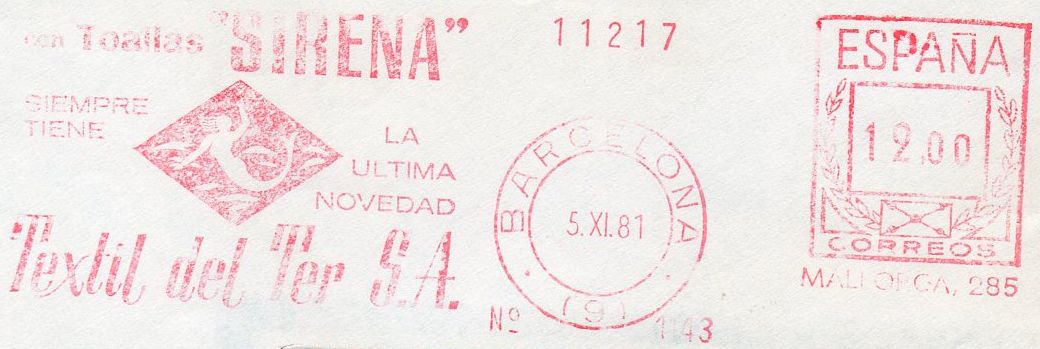 con Toallas "SIRENA"
SIEMPRE
TIENE
LA
ULTIMA
NOVEDAD
Textil del Ter S.A.
11217
BARCELONA
5.XI.81
(9)
Nº 1143
ESPAÑA
12.00
CORREOS
MALLORCA, 285